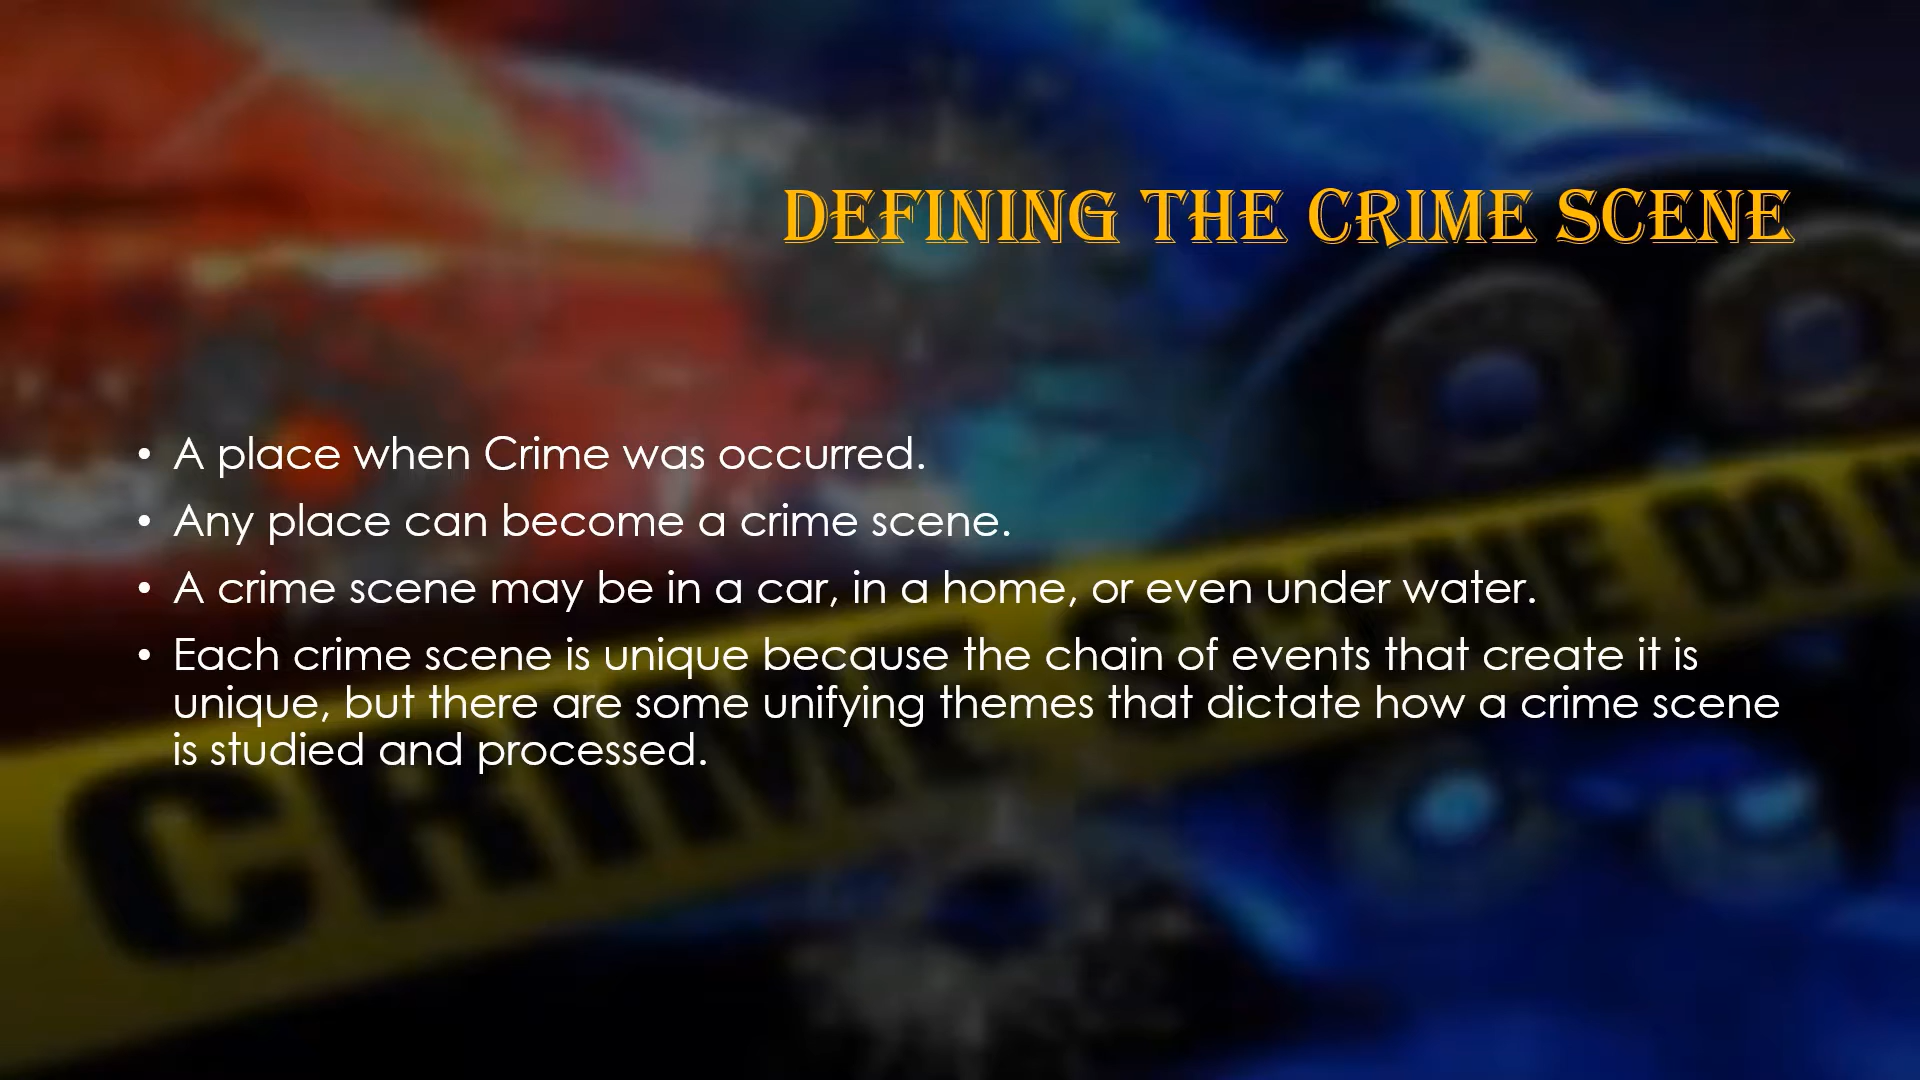 DEFINING THE CRIME SCENE
• A place when Crime was occurred.
• Any place can become a crime scene.
• A crime scene may be in a car, in a home, or even under water.
• Each crime scene is unique because the chain of events that create it is
unique, but there are some unifying themes that dictate how a crime scene
is studied and processed.
CRIME SCENE DO